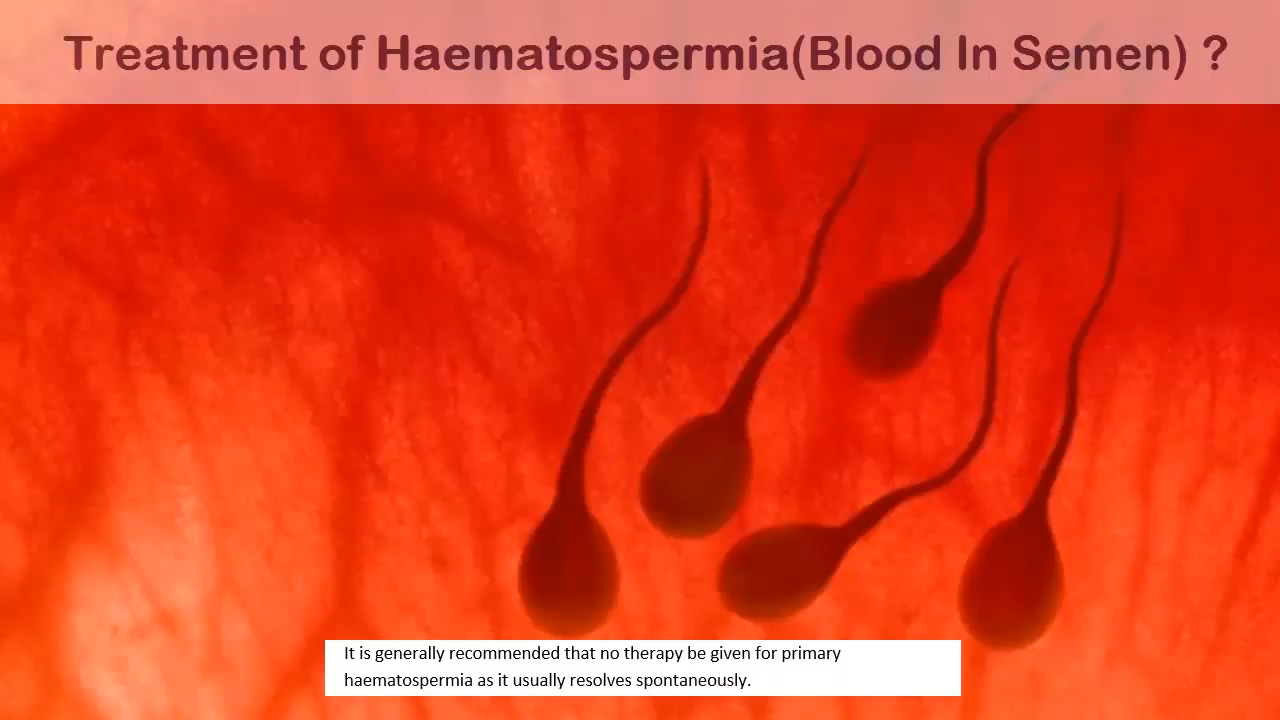 Treatment of Haematospermia(Blood In Semen) ?
It is generally recommended that no therapy be given for primary
haematospermia as it usually resolves spontaneously.